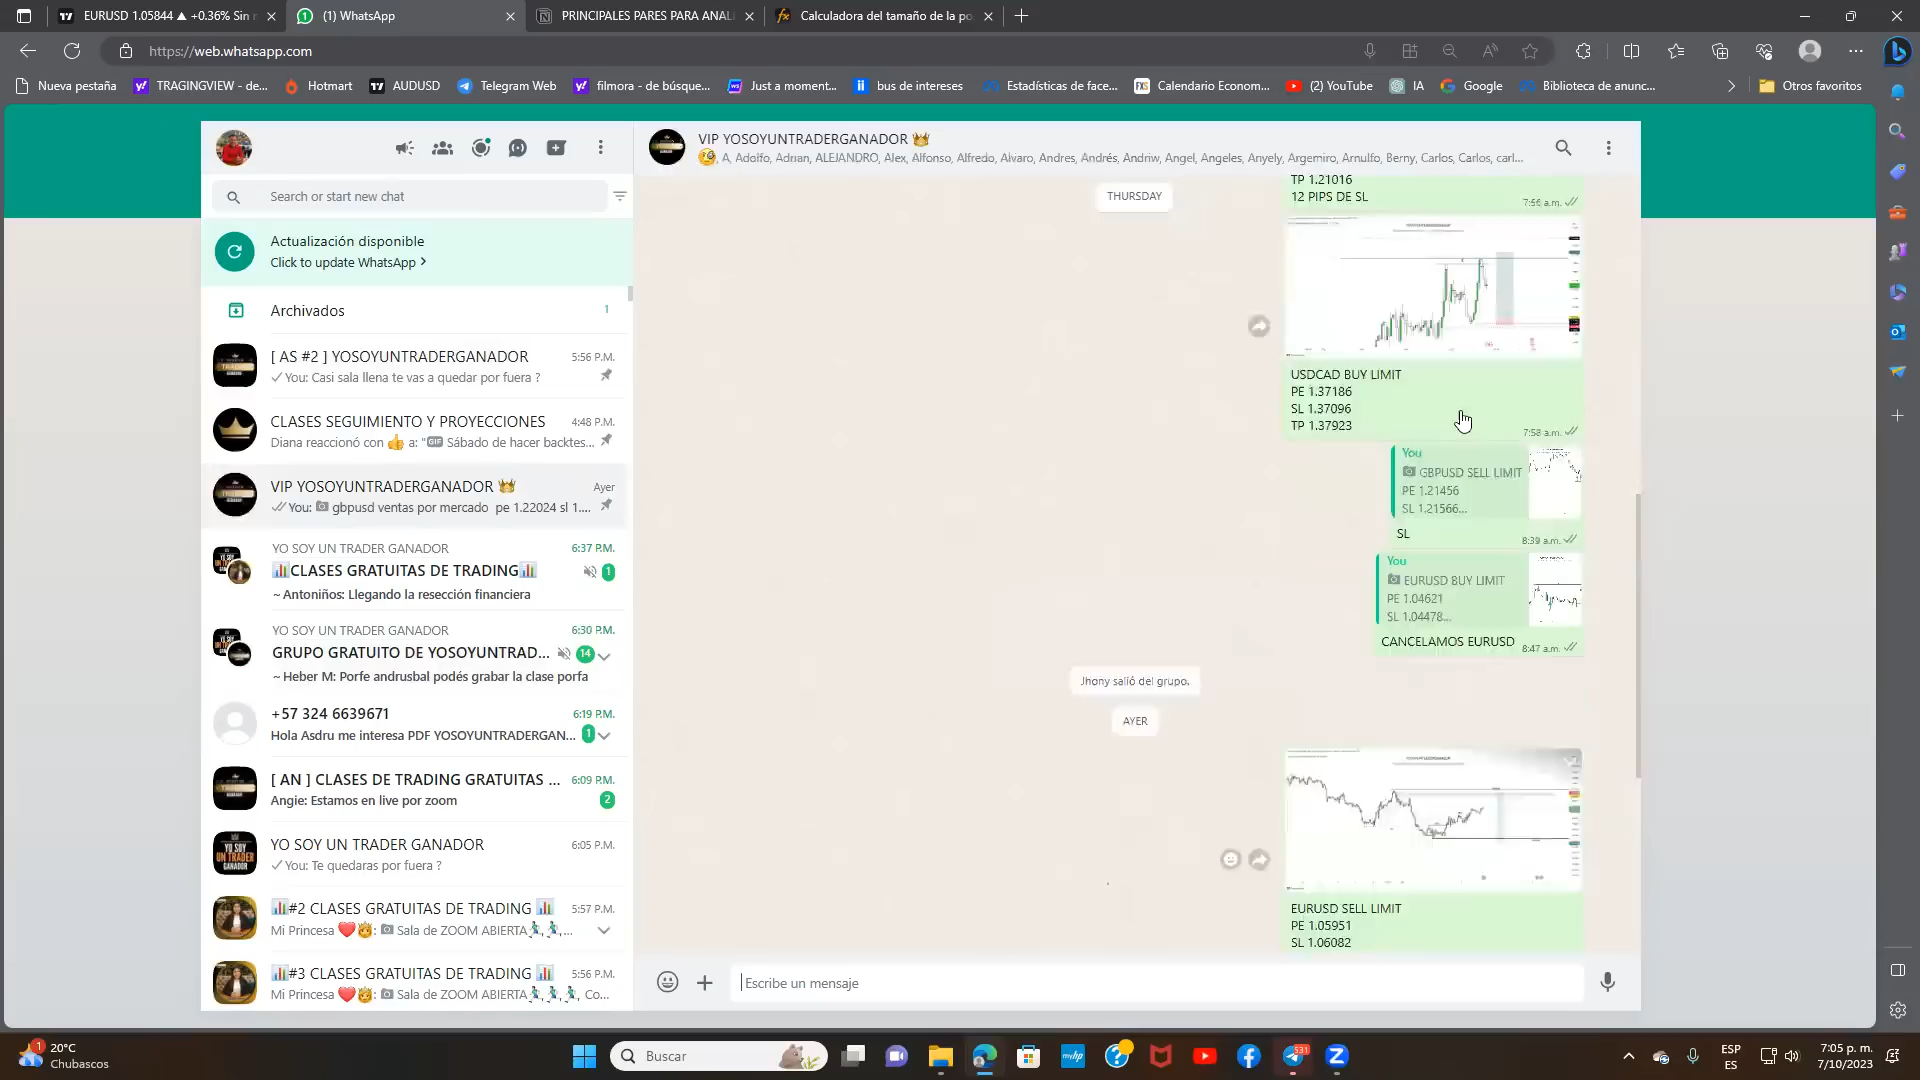 EURUSD 1.05844 ▲ +0.36% Sin r
(1) WhatsApp
PRINCIPALES PARES PARA ANAL
Calculadora del tamaño de la po
https://web.whatsapp.com
Nueva pestaña
TRAGINGVIEW - de...
Hotmart
AUDUSD
Telegram Web
filmora - de búsque...
Just a moment...
bus de intereses
Estadísticas de face...
Calendario Econom...
(2) YouTube
IA
Google
Biblioteca de anunc...
Otros favoritos
Search or start new chat
Actualización disponible
Click to update WhatsApp >
Archivados
1
[ AS #2 ] YOSOYUNTRADERGANADOR
5:56 P.M.
You: Casi sala llena te vas a quedar por fuera ?
CLASES SEGUIMIENTO Y PROYECCIONES
4:48 P.M.
Diana reaccionó con 👍 a: "GIF Sábado de hacer backtes...
VIP YOSOYUNTRADERGANADOR 👑
Ayer
You: 📷 gbpusd ventas por mercado pe 1.22024 sl 1....
YO SOY UN TRADER GANADOR
6:37 P.M.
📊CLASES GRATUITAS DE TRADING📊
1
~ Antoniños: Llegando la resección financiera
YO SOY UN TRADER GANADOR
6:30 P.M.
GRUPO GRATUITO DE YOSOYUNTRAD...
14
~ Heber M: Porfe andrusbal podés grabar la clase porfa
+57 324 6639671
6:19 P.M.
Hola Asdru me interesa PDF YOSOYUNTRADERGAN...
1
[ AN ] CLASES DE TRADING GRATUITAS ...
6:09 P.M.
Angie: Estamos en live por zoom
2
YO SOY UN TRADER GANADOR
6:05 P.M.
You: Te quedaras por fuera ?
📊#2 CLASES GRATUITAS DE TRADING 📊
5:57 P.M.
Mi Princesa ❤️👸: 📷 Sala de ZOOM ABIERTA🏃‍♂️,🏃‍♂️,...
📊#3 CLASES GRATUITAS DE TRADING 📊
5:56 P.M.
Mi Princesa ❤️👸: 📷 Sala de ZOOM ABIERTA🏃‍♂️,🏃‍♂️,🏃‍♂️, Co...
VIP YOSOYUNTRADERGANADOR 👑
🧐, A, Adolfo, Adrian, ALEJANDRO, Alex, Alfonso, Alfredo, Alvaro, Andres, Andrés, Andriw, Angel, Angeles, Anyely, Argemiro, Arnulfo, Berny, Carlos, Carlos, carl...
THURSDAY
TP 1.21016
12 PIPS DE SL
7:56 a.m.
USDCAD BUY LIMIT
PE 1.37186
SL 1.37096
TP 1.37923
7:58 a.m.
You
GBPUSD SELL LIMIT
PE 1.21456
SL 1.21566...
SL
8:39 a.m.
You
EURUSD BUY LIMIT
PE 1.04621
SL 1.04478...
CANCELAMOS EURUSD
8:47 a.m.
Jhony salió del grupo.
AYER
EURUSD SELL LIMIT
PE 1.05951
SL 1.06082
Escribe un mensaje
1
20°C
Chubascos
Buscar
myhp
531
ESP
ES
7:05 p. m.
7/10/2023